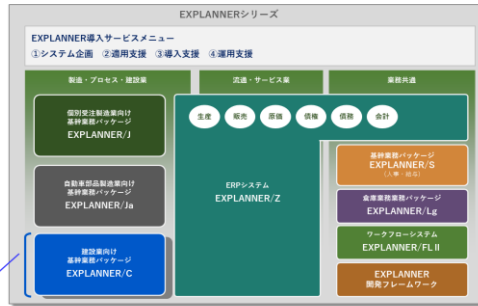 EXPLANNERシリーズ
EXPLANNER導入サービスメニュー
①システム企画 ②適用支援 ③導入支援 ④運用支援
製造・プロセス・建設業
流通・サービス業
業務共通
個別受注製造業向け
基幹業務パッケージ
EXPLANNER/J
自動車部品製造業向け
基幹業務パッケージ
EXPLANNER/Ja
建設業向け
基幹業務パッケージ
EXPLANNER/C
生産
販売
原価
債権
債務
会計
ERPシステム
EXPLANNER/Z
基幹業務パッケージ
EXPLANNER/S
(人事・給与)
倉庫業務パッケージ
EXPLANNER/Lg
ワークフローシステム
EXPLANNER/FLⅡ
EXPLANNER
開発フレームワーク